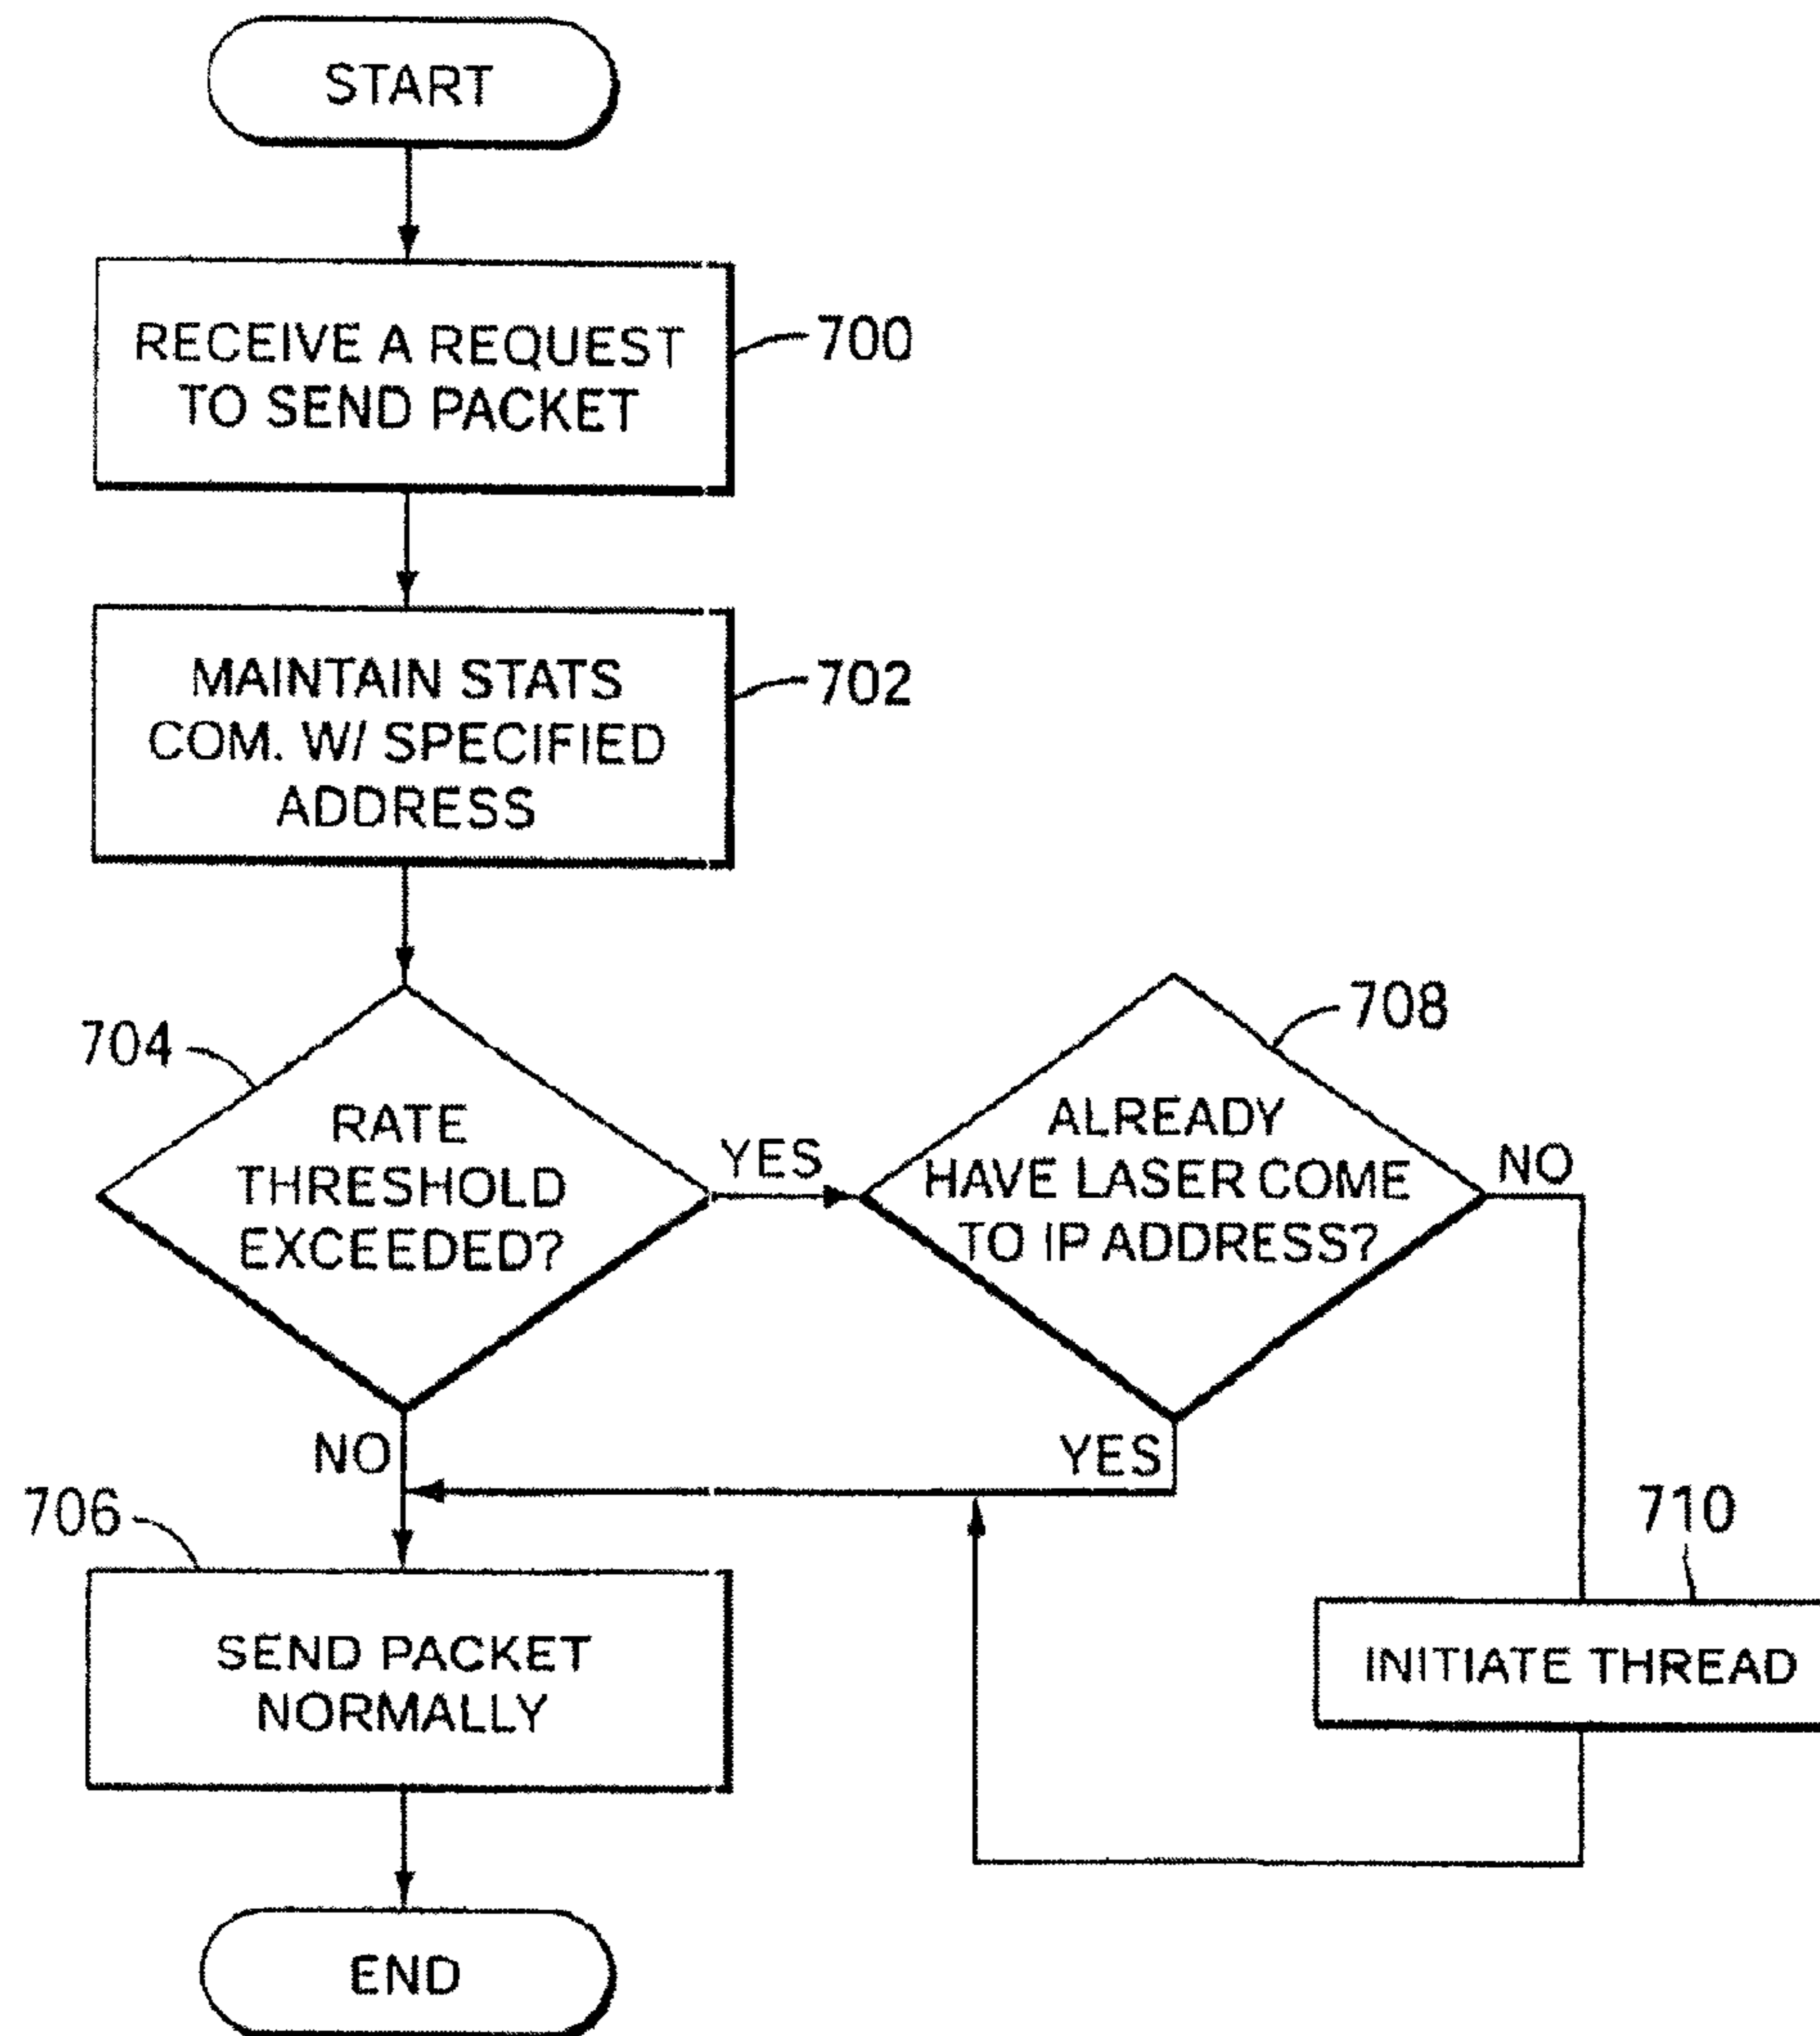 START
RECEIVE A REQUEST
TO SEND PACKET
700
MAINTAIN STATS
COM. W/ SPECIFIED
ADDRESS
702
704
RATE
THRESHOLD
EXCEEDED?
YES
708
ALREADY
HAVE LASER COME
TO IP ADDRESS?
NO
NO
YES
706
SEND PACKET
NORMALLY
710
INITIATE THREAD
END